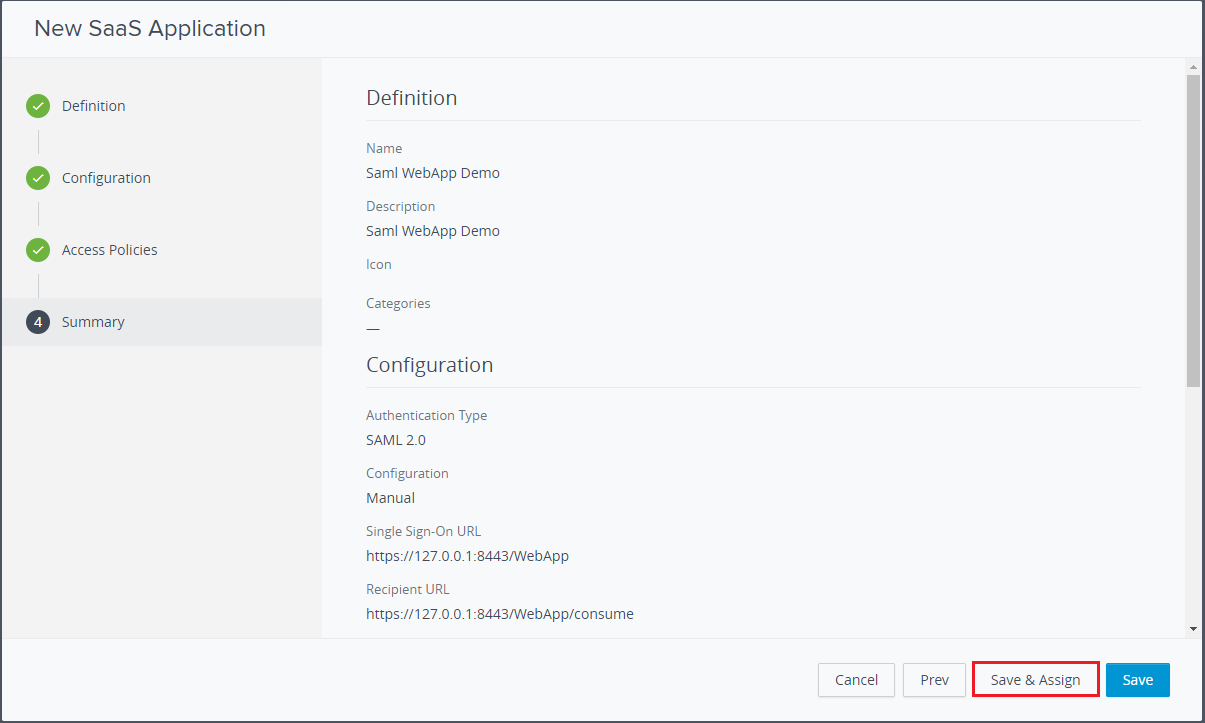 New SaaS Application
Definition
Configuration
Access Policies
4 Summary
Definition
Name
Saml WebApp Demo
Description
Saml WebApp Demo
Icon
Categories
—
Configuration
Authentication Type
SAML 2.0
Configuration
Manual
Single Sign-On URL
https://127.0.0.1:8443/WebApp
Recipient URL
https://127.0.0.1:8443/WebApp/consume
Cancel Prev Save & Assign Save